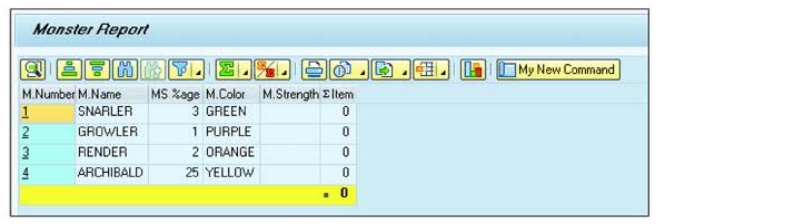 Monster Report
My New Command
M.Number M.Name MS %age M.Color M.Strength Σ Item
1 SNARLER 3 GREEN 0
2 GROWLER 1 PURPLE 0
3 RENDER 2 ORANGE 0
4 ARCHIBALD 25 YELLOW 0
▪ 0